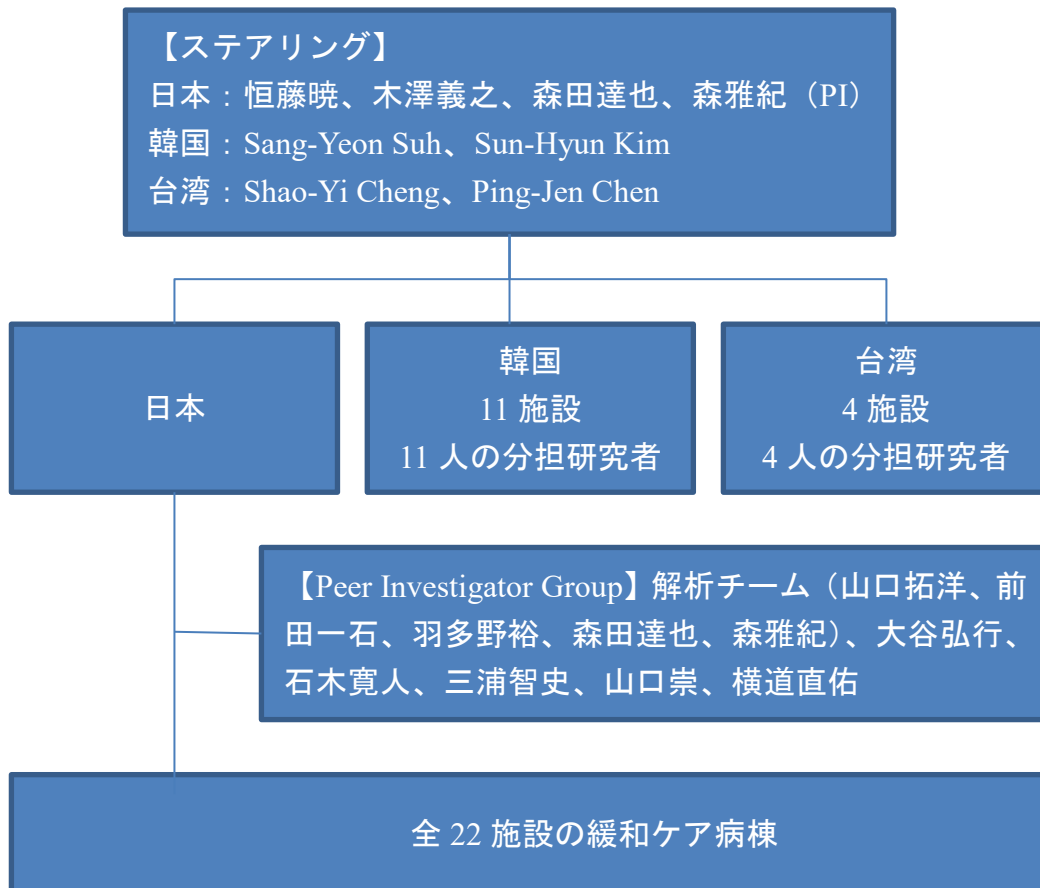 【ステアリング】
日本：恒藤暁、木澤義之、森田達也、森雅紀（PI）
韓国：Sang-Yeon Suh、Sun-Hyun Kim
台湾：Shao-Yi Cheng、Ping-Jen Chen
日本
韓国
11 施設
11 人の分担研究者
台湾
4 施設
4 人の分担研究者
【Peer Investigator Group】解析チーム（山口拓洋、前
田一石、羽多野裕、森田達也、森雅紀）、大谷弘行、
石木寛人、三浦智史、山口崇、横道直佑
全 22 施設の緩和ケア病棟